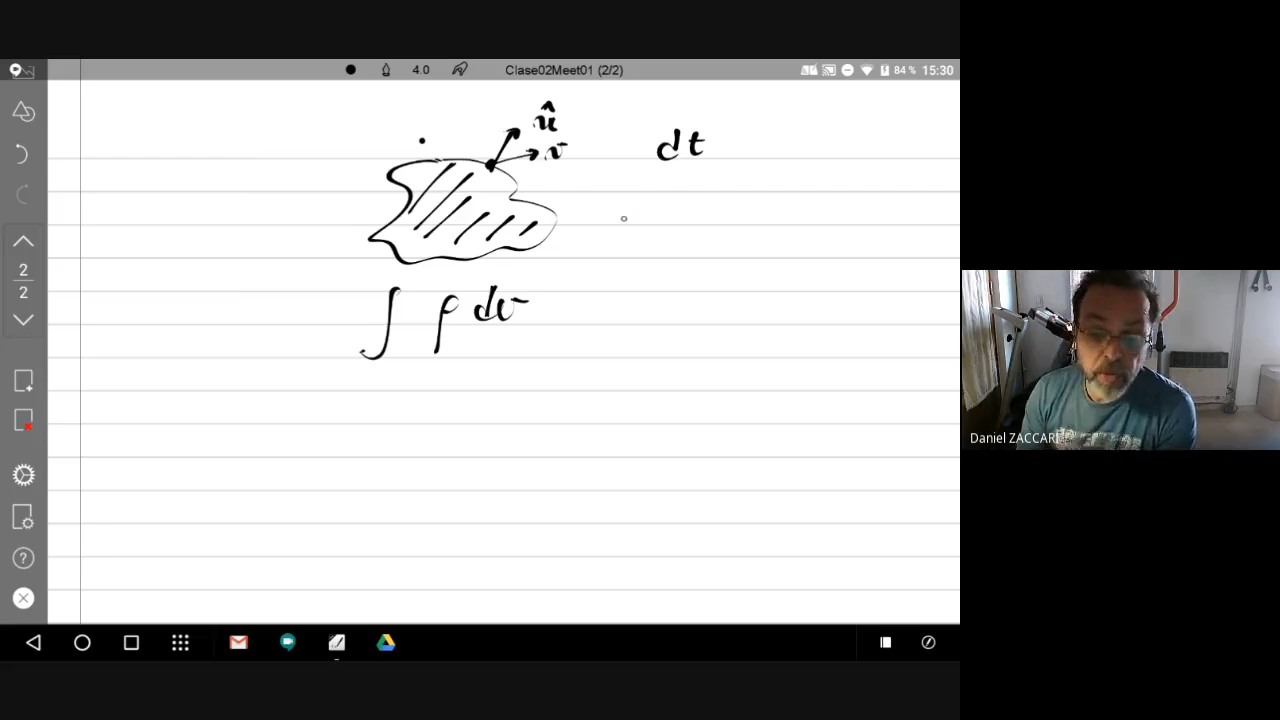 4.0 Clase02Meet01 (2/2) 84 % 15:30
û
v
dt
2
2
∫ ρ dv
Daniel ZACCARI